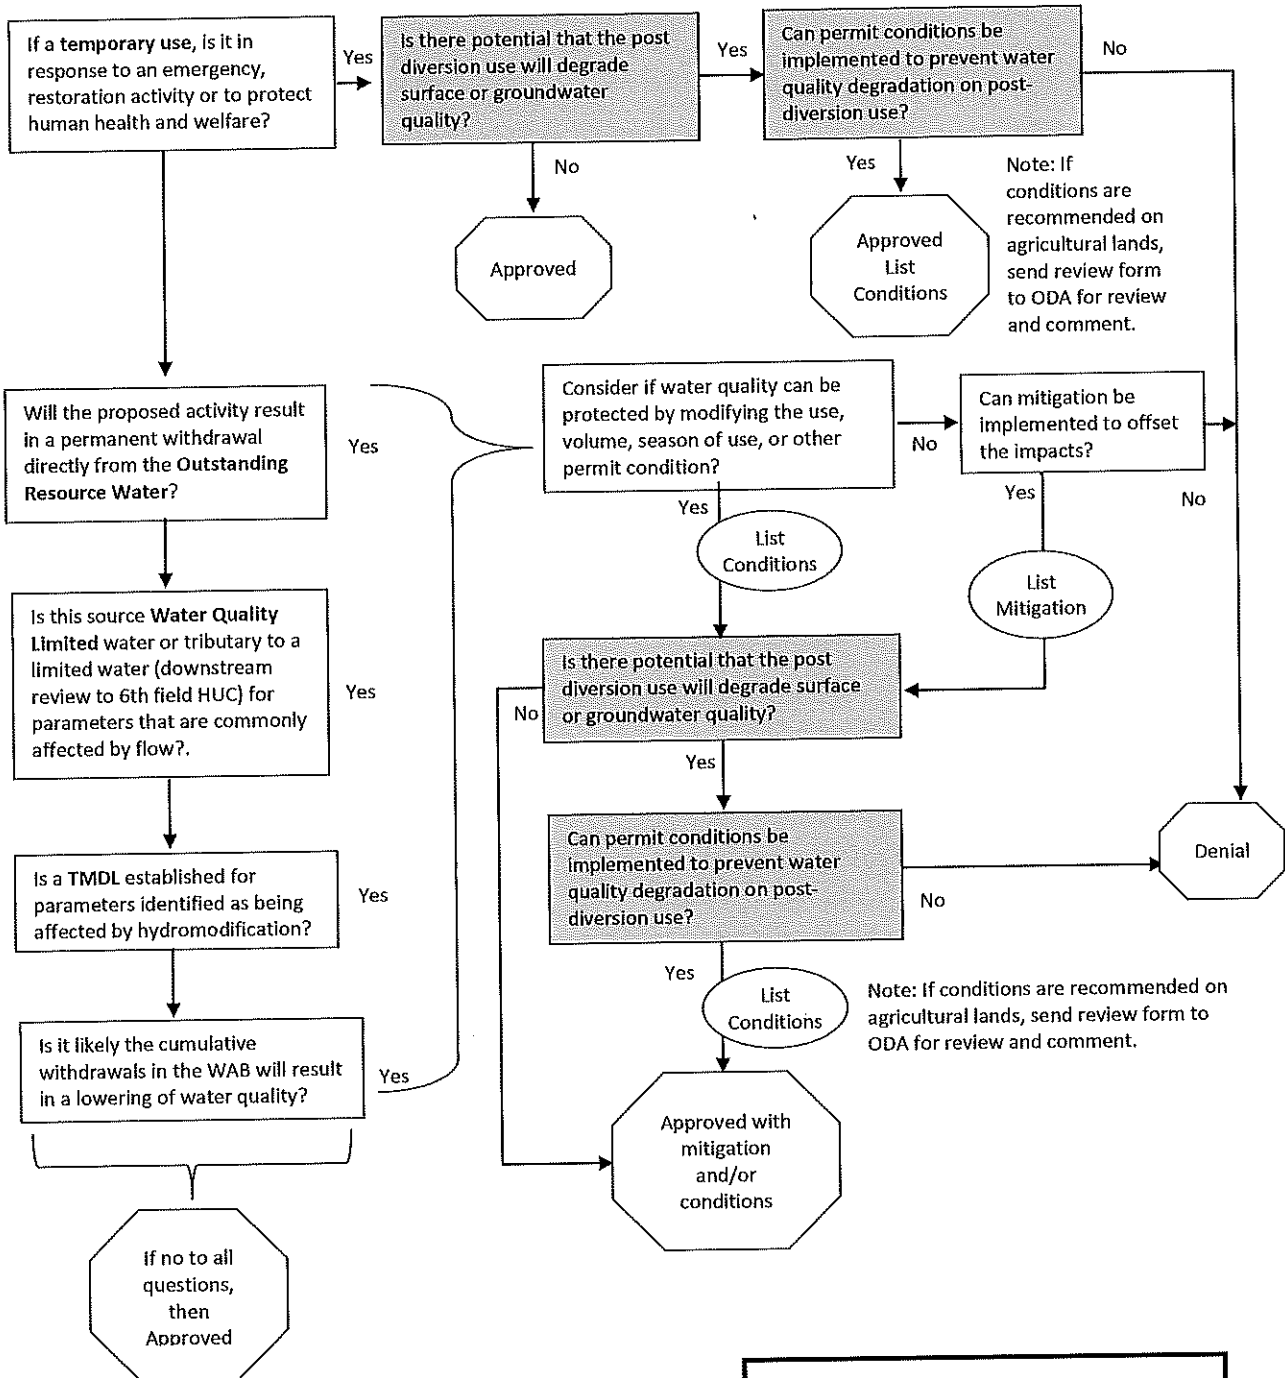 If a temporary use, is it in
response to an emergency,
restoration activity or to protect
human health and welfare?
Yes
Is there potential that the post
diversion use will degrade
surface or groundwater
quality?
Yes
Can permit conditions be
implemented to prevent water
quality degradation on post-
diversion use?
No
No
Approved
Yes
Approved
List
Conditions
Note: If
conditions are
recommended on
agricultural lands,
send review form
to ODA for review
and comment.
Will the proposed activity result
in a permanent withdrawal
directly from the Outstanding
Resource Water?
Yes
Consider if water quality can be
protected by modifying the use,
volume, season of use, or other
permit condition?
No
Can mitigation be
implemented to offset
the impacts?
No
Yes
List
Conditions
Yes
List
Mitigation
Is this source Water Quality
Limited water or tributary to a
limited water (downstream
review to 6th field HUC) for
parameters that are commonly
affected by flow?.
Yes
Is there potential that the post
diversion use will degrade surface
or groundwater quality?
No
Yes
Is a TMDL established for
parameters identified as being
affected by hydromodification?
Yes
Can permit conditions be
implemented to prevent water
quality degradation on post-
diversion use?
No
Denial
Yes
List
Conditions
Note: If conditions are recommended on
agricultural lands, send review form to
ODA for review and comment.
Is it likely the cumulative
withdrawals in the WAB will result
in a lowering of water quality?
Yes
Approved with
mitigation
and/or
conditions
If no to all
questions,
then
Approved